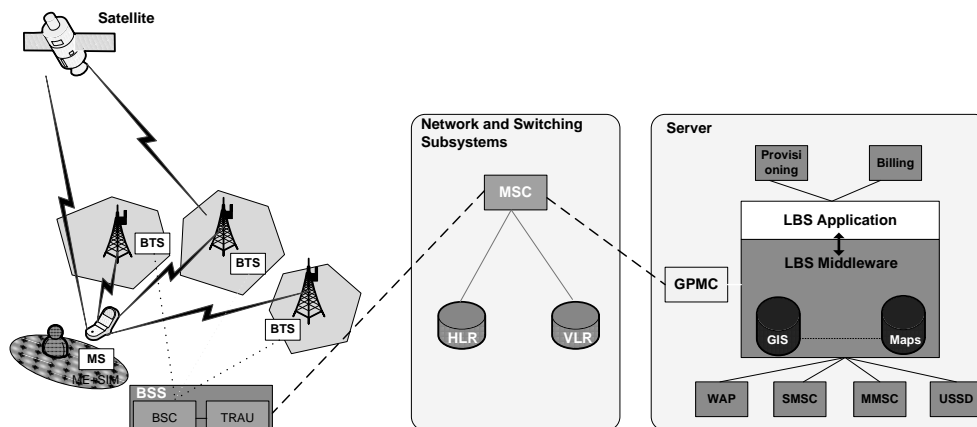 Satellite
BTS
BTS
BTS
MS
ME+SIM
BSS
BSC
TRAU
Network and Switching
Subsystems
MSC
HLR
VLR
Server
Provisi
oning
Billing
LBS Application
LBS Middleware
GPMC
GIS
Maps
WAP
SMSC
MMSC
USSD